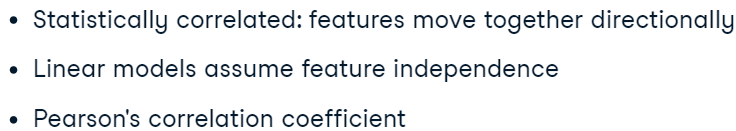 • Statistically correlated: features move together directionally
• Linear models assume feature independence
• Pearson's correlation coefficient